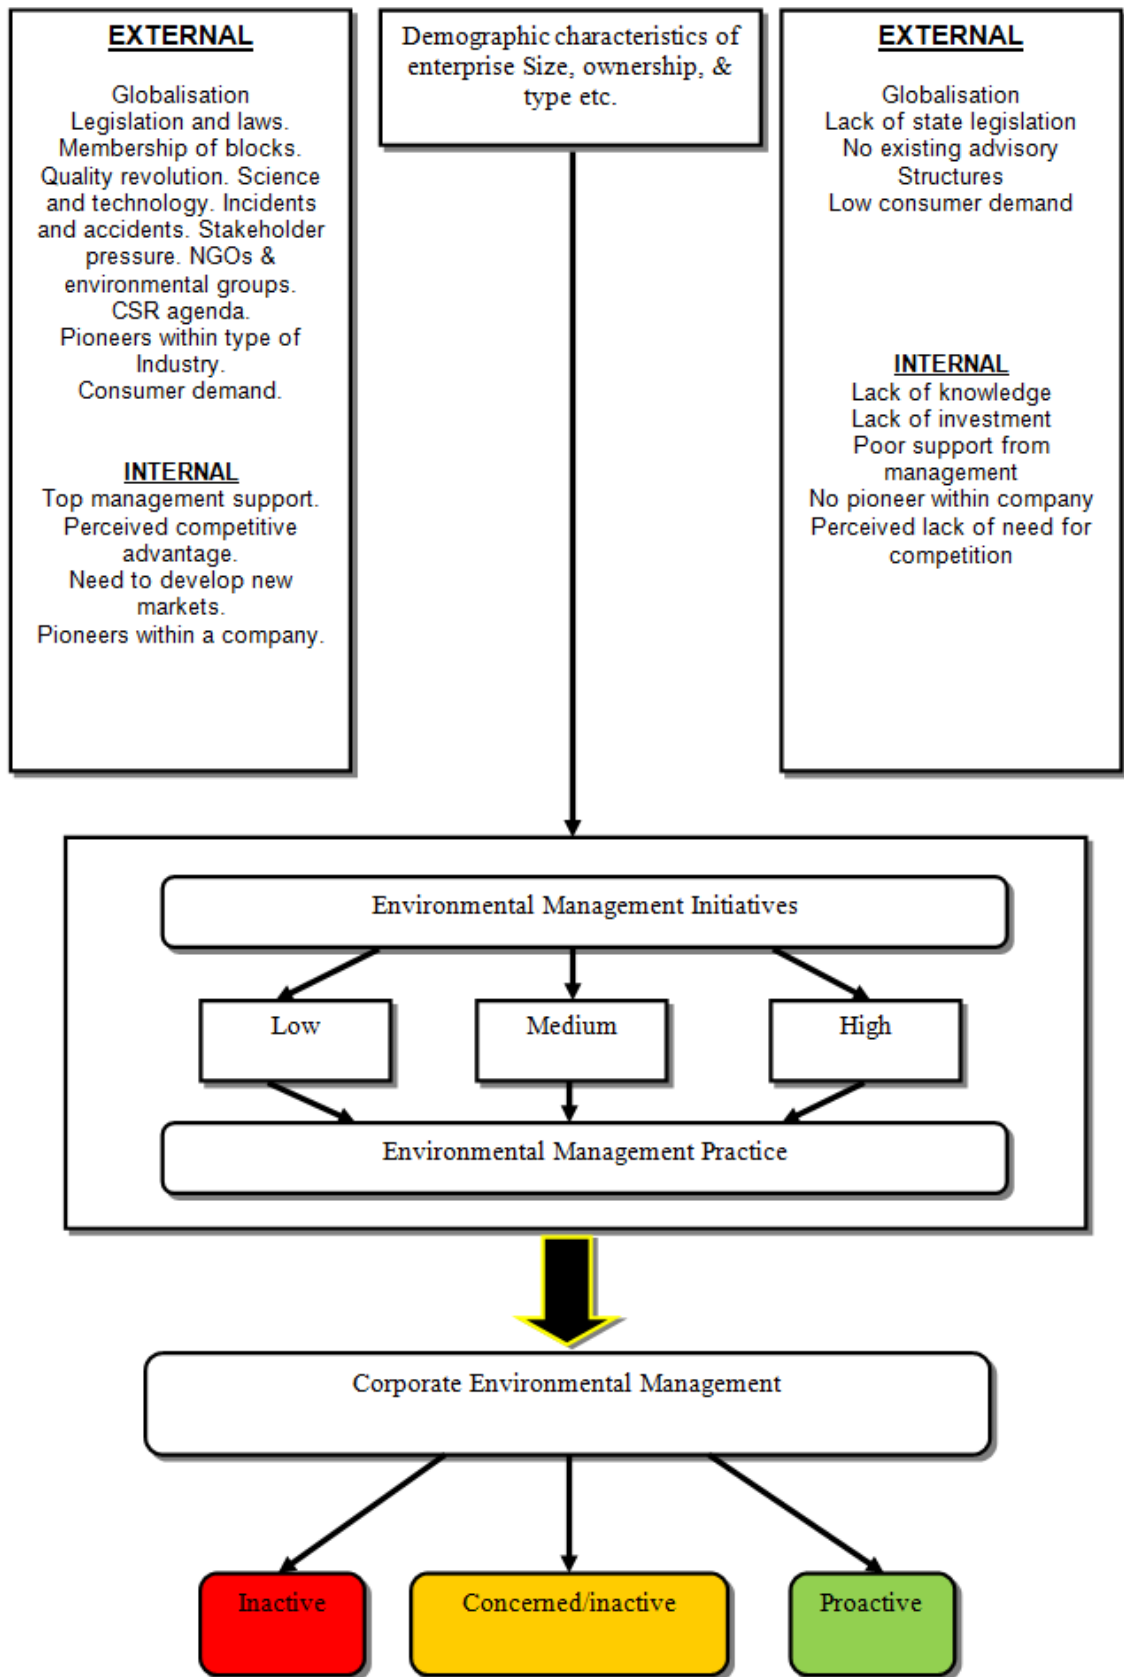 EXTERNAL
Globalisation
Legislation and laws.
Membership of blocks.
Quality revolution. Science
and technology. Incidents
and accidents. Stakeholder
pressure. NGOs &
environmental groups.
CSR agenda.
Pioneers within type of
Industry.
Consumer demand.
INTERNAL
Top management support.
Perceived competitive
advantage.
Need to develop new
markets.
Pioneers within a company.
Demographic characteristics of
enterprise Size, ownership, &
type etc.
EXTERNAL
Globalisation
Lack of state legislation
No existing advisory
Structures
Low consumer demand
INTERNAL
Lack of knowledge
Lack of investment
Poor support from
management
No pioneer within company
Perceived lack of need for
competition
Environmental Management Initiatives
Low
Medium
High
Environmental Management Practice
Corporate Environmental Management
Inactive
Concerned/inactive
Proactive